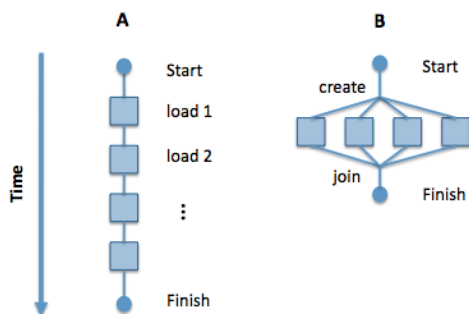 A
Start
load 1
load 2
...
Finish
Time
B
Start
create
join
Finish